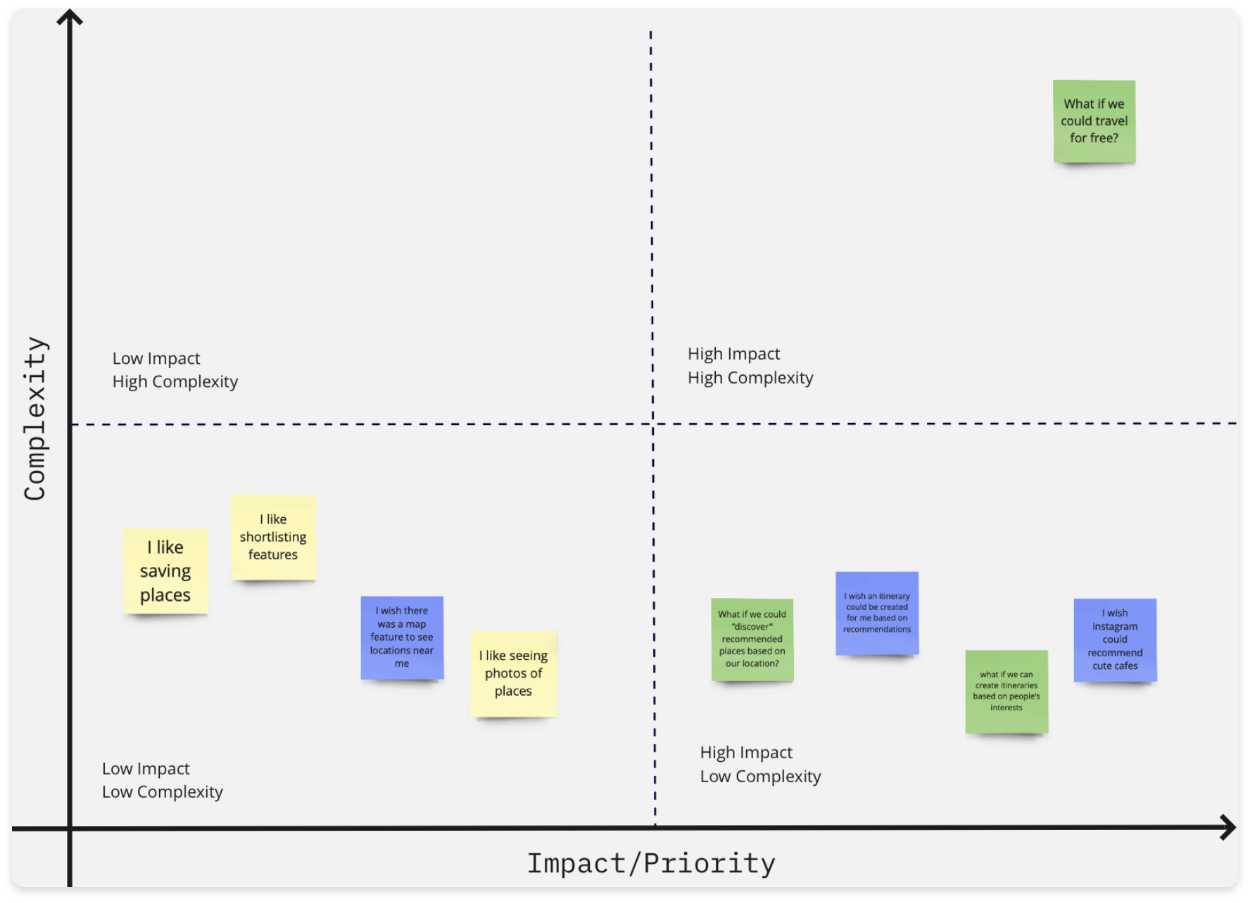 What if we
could travel
for free?
Low Impact
High Complexity
High Impact
High Complexity
Complexity
I like
saving
places
I like
shortlisting
features
I wish there
was a map
feature to see
locations near
me
I like seeing
photos of
places
What if we could
"discover"
recommended
places based on
our location?
I wish an itinerary
could be created
for me based on
recommendations
what if we can
create itineraries
based on people's
interests
I wish
instagram
could
recommend
cute cafes
Low Impact
Low Complexity
High Impact
Low Complexity
Impact/Priority